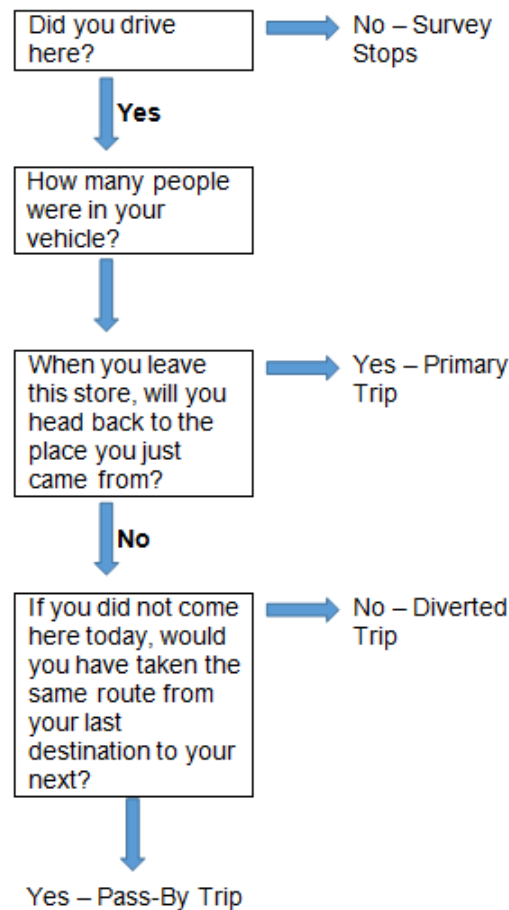 Did you drive
here?
No – Survey
Stops
Yes
How many people
were in your
vehicle?
When you leave
this store, will you
head back to the
place you just
came from?
Yes – Primary
Trip
No
If you did not come
here today, would
you have taken the
same route from
your last
destination to your
next?
No – Diverted
Trip
Yes – Pass-By Trip